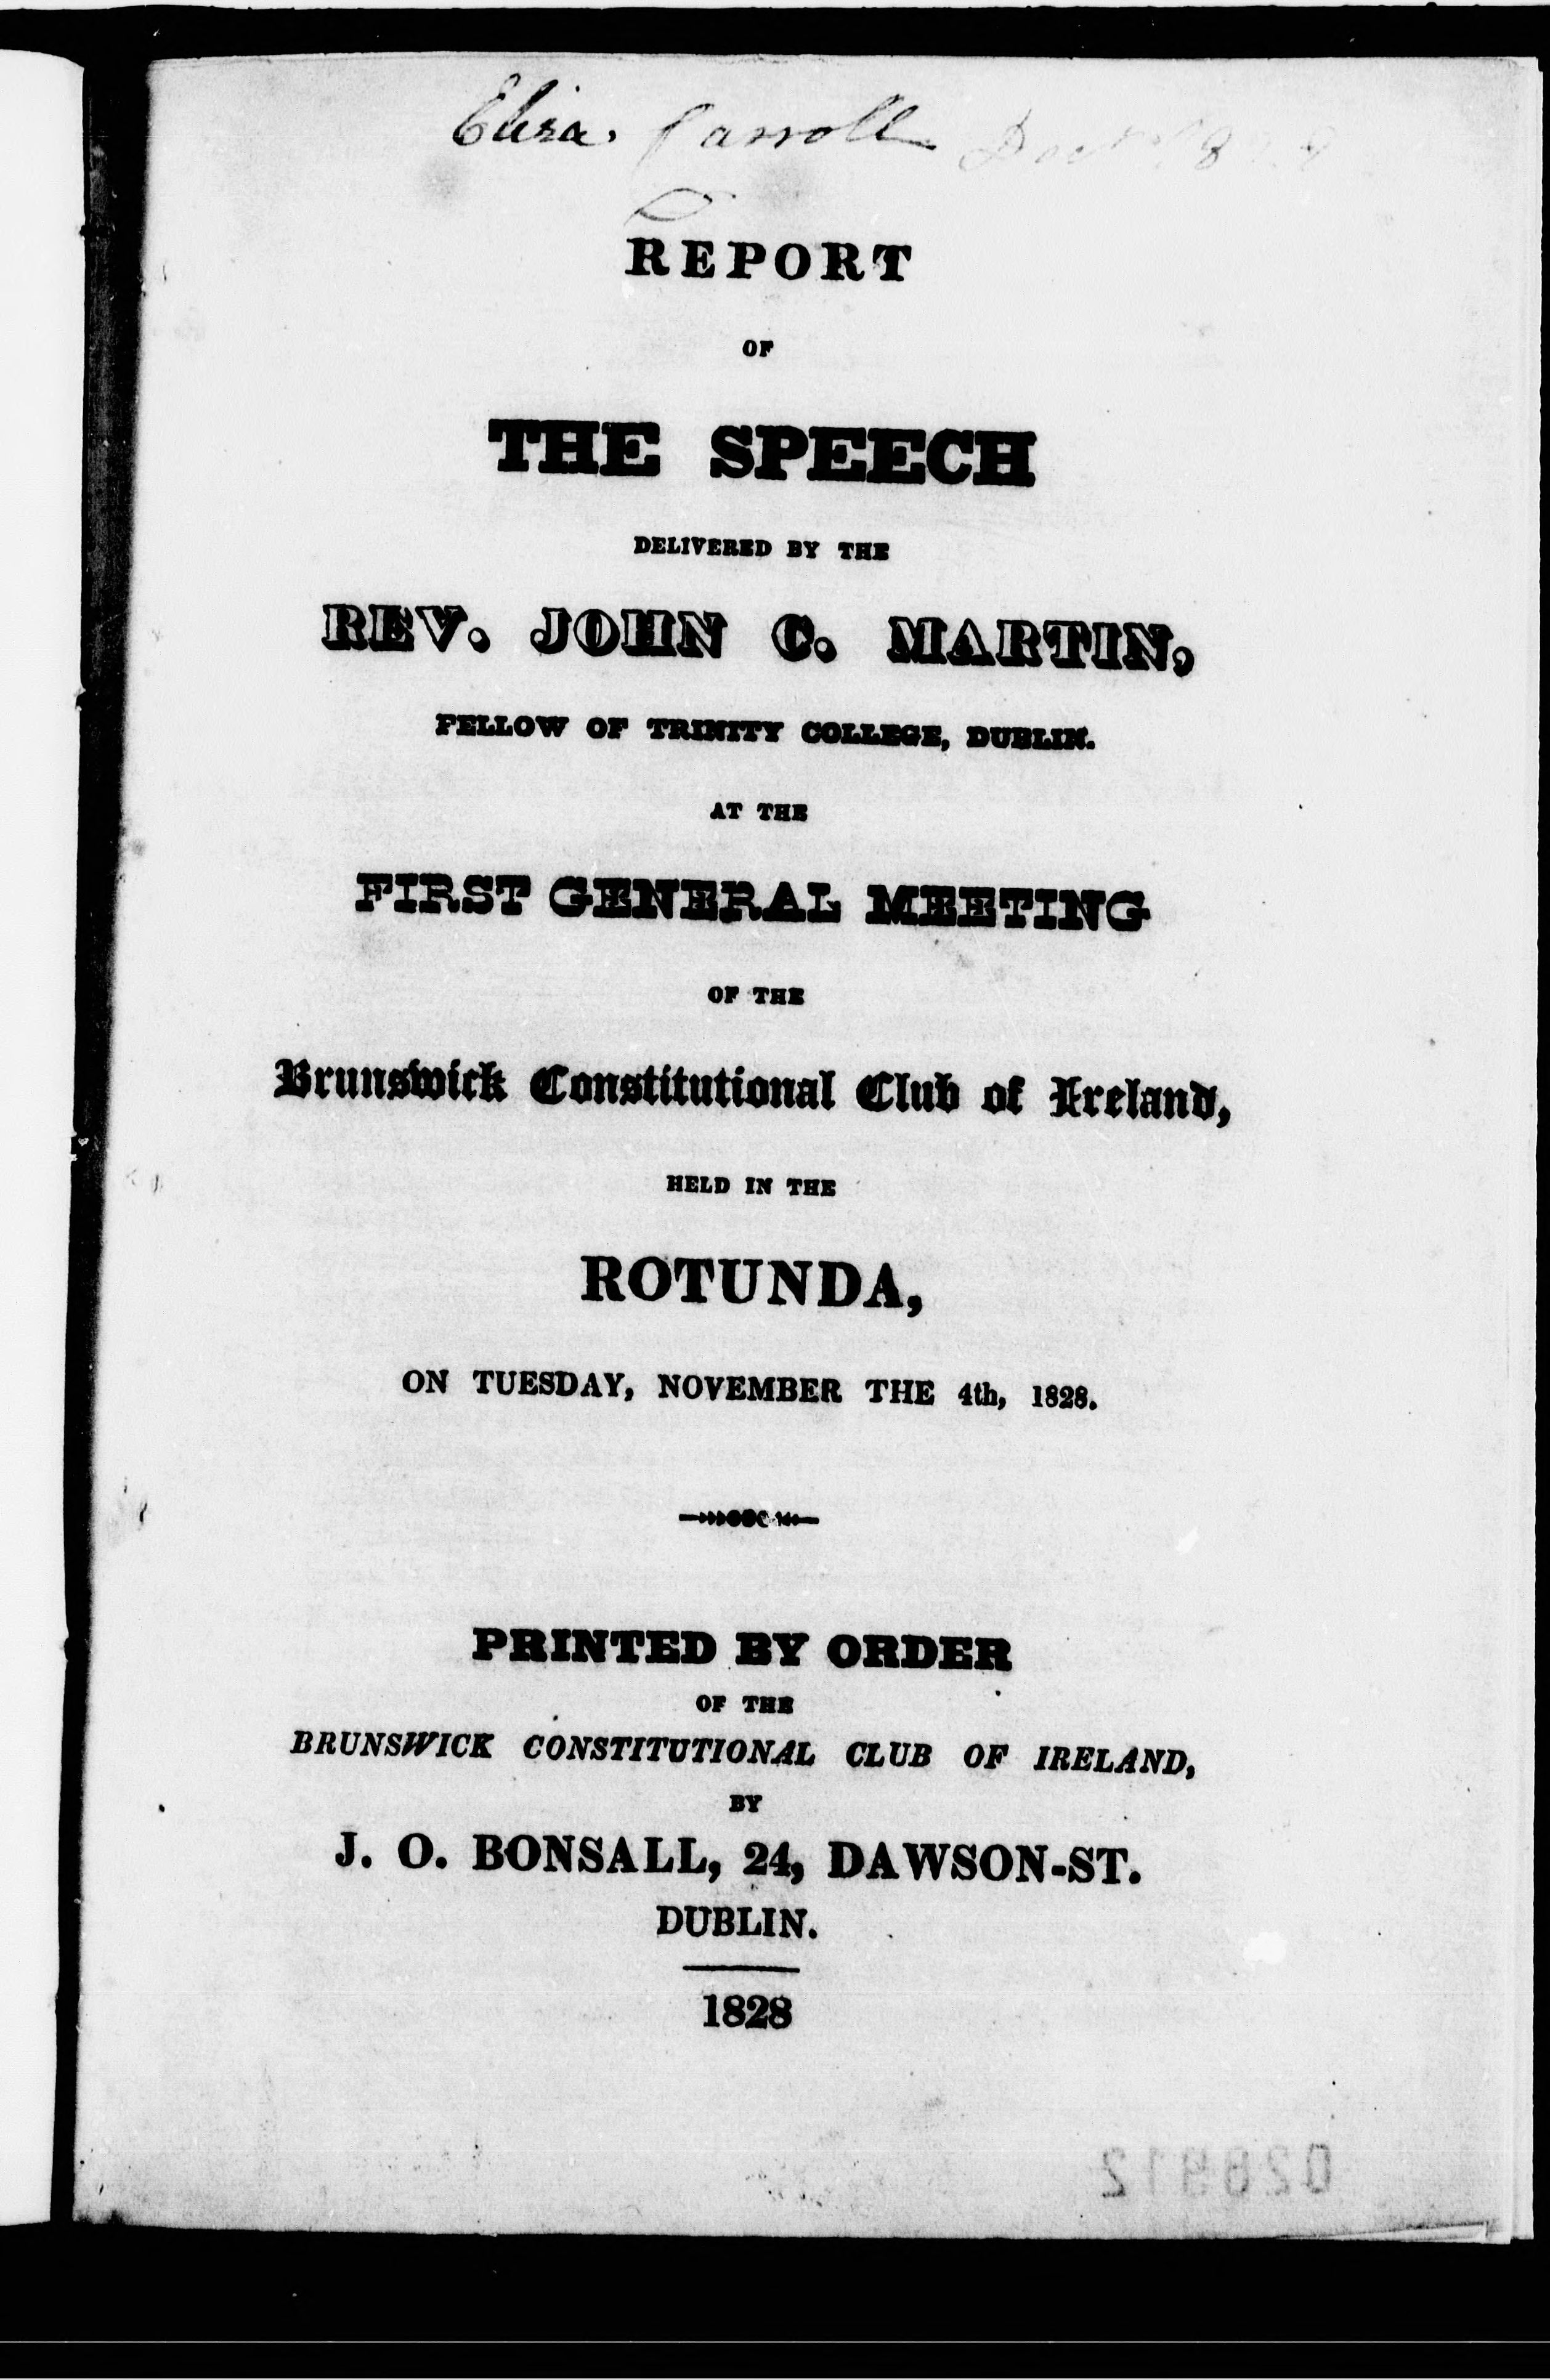 Eliza. Carroll
REPORT
OF
THE SPEECH
DELIVERED BY THE
REV. JOHN C. MARTIN,
FELLOW OF TRINITY COLLEGE, DUBLIN.
AT THE
FIRST GENERAL MEETING
OF THE
Brunswick Constitutional Club of Ireland,
HELD IN THE
ROTUNDA,
ON TUESDAY, NOVEMBER THE 4th, 1828.
PRINTED BY ORDER
OF THE
BRUNSWICK CONSTITUTIONAL CLUB OF IRELAND,
BY
J. O. BONSALL, 24, DAWSON-ST.
DUBLIN.
1828